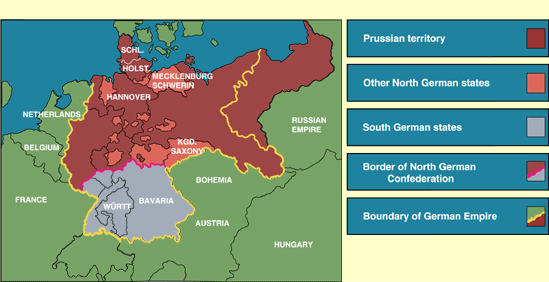 SCHL.
HOLST.
MECKLENBURG
SCHWERIN
HANNOVER
NETHERLANDS
RUSSIAN
EMPIRE
BELGIUM
KGD.
SAXONY
BOHEMIA
FRANCE
WÜRTT
BAVARIA
AUSTRIA
HUNGARY
Prussian territory
Other North German states
South German states
Border of North German
Confederation
Boundary of German Empire